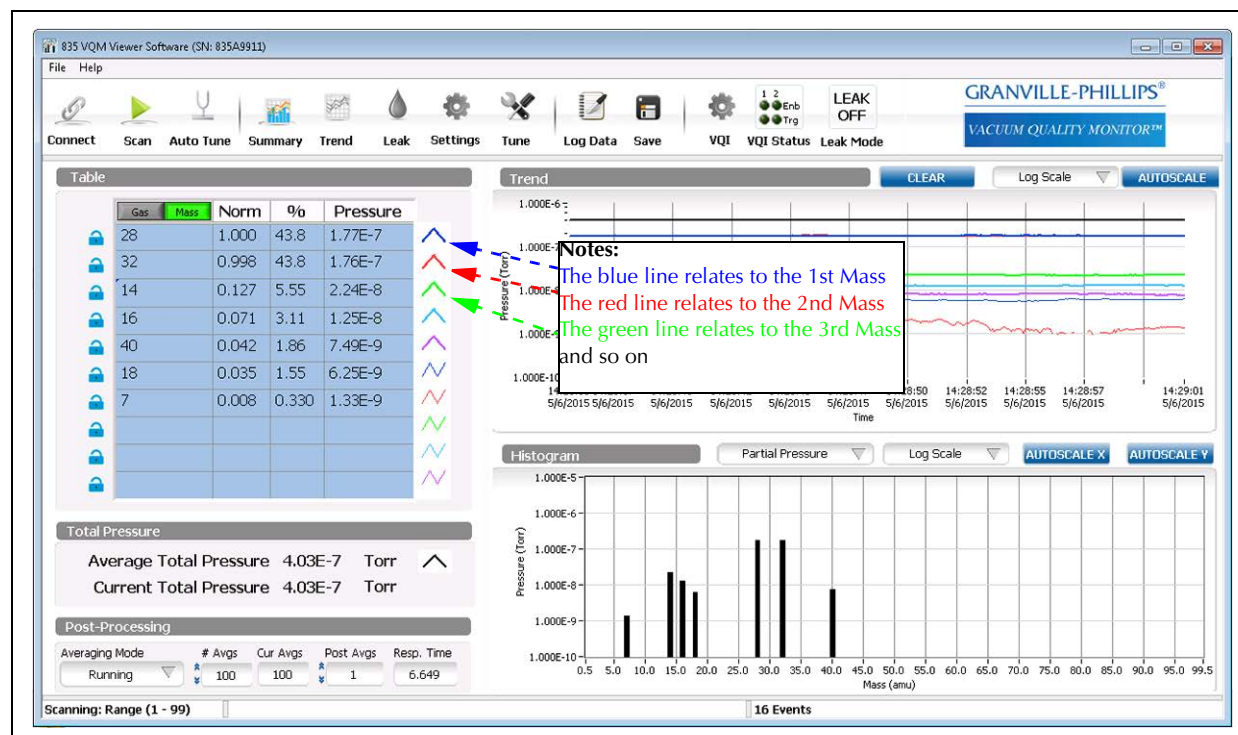 835 VQM Viewer Software (SN: 835A9911)
File Help
Connect Scan Auto Tune Summary Trend Leak Settings Tune Log Data Save VQI VQI Status Leak Mode
1 2
Enb
Trg
LEAK
OFF
GRANVILLE-PHILLIPS®
VACUUM QUALITY MONITOR™
Table
Gas Mass Norm % Pressure
28 1.000 43.8 1.77E-7
32 0.998 43.8 1.76E-7
14 0.127 5.55 2.24E-8
16 0.071 3.11 1.25E-8
40 0.042 1.86 7.49E-9
18 0.035 1.55 6.25E-9
7 0.008 0.330 1.33E-9
Total Pressure
Average Total Pressure 4.03E-7 Torr
Current Total Pressure 4.03E-7 Torr
Post-Processing
Averaging Mode # Avgs Cur Avgs Post Avgs Resp. Time
Running 100 100 1 6.649
Trend CLEAR Log Scale AUTOSCALE
1.000E-6
1.000E-7
1.000E-10
Pressure (Torr)
Notes:
The blue line relates to the 1st Mass
The red line relates to the 2nd Mass
The green line relates to the 3rd Mass
and so on
14:28:52 14:28:55 14:28:57 14:29:01
5/6/2015 5/6/2015 5/6/2015 5/6/2015 5/6/2015 5/6/2015 5/6/2015 5/6/2015 5/6/2015 5/6/2015 5/6/2015
Time
Histogram Partial Pressure Log Scale AUTOSCALE X AUTOSCALE Y
1.000E-5
1.000E-6
1.000E-7
1.000E-8
1.000E-9
1.000E-10
Pressure (Torr)
0.5 5.0 10.0 15.0 20.0 25.0 30.0 35.0 40.0 45.0 50.0 55.0 60.0 65.0 70.0 75.0 80.0 85.0 90.0 95.0 99.5
Mass (amu)
Scanning: Range (1 - 99)
16 Events